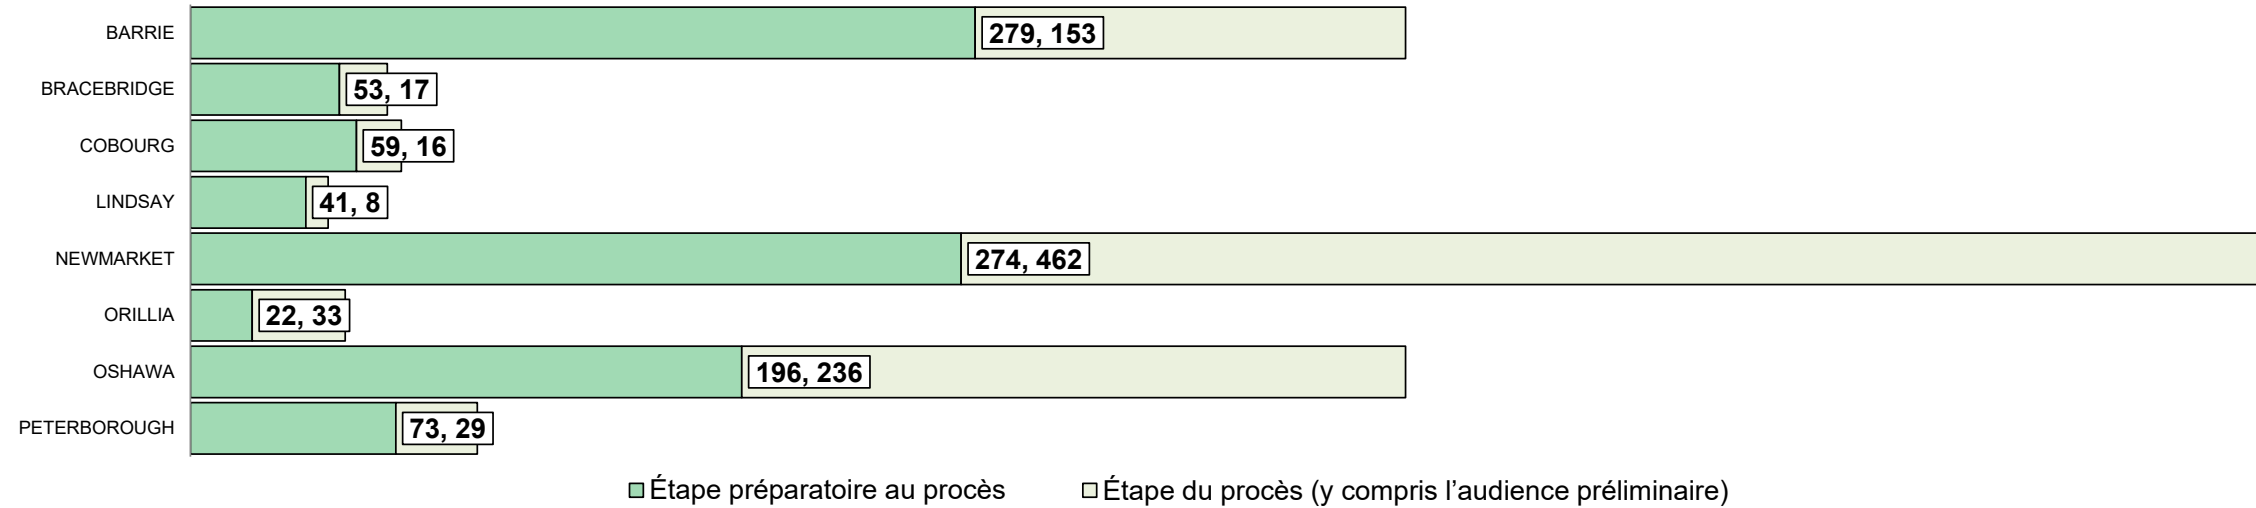 BARRIE 279, 153
BRACEBRIDGE 53, 17
COBOURG 59, 16
LINDSAY 41, 8
NEWMARKET 274, 462
ORILLIA 22, 33
OSHAWA 196, 236
PETERBOROUGH 73, 29
Étape préparatoire au procès Étape du procès (y compris l’audience préliminaire)